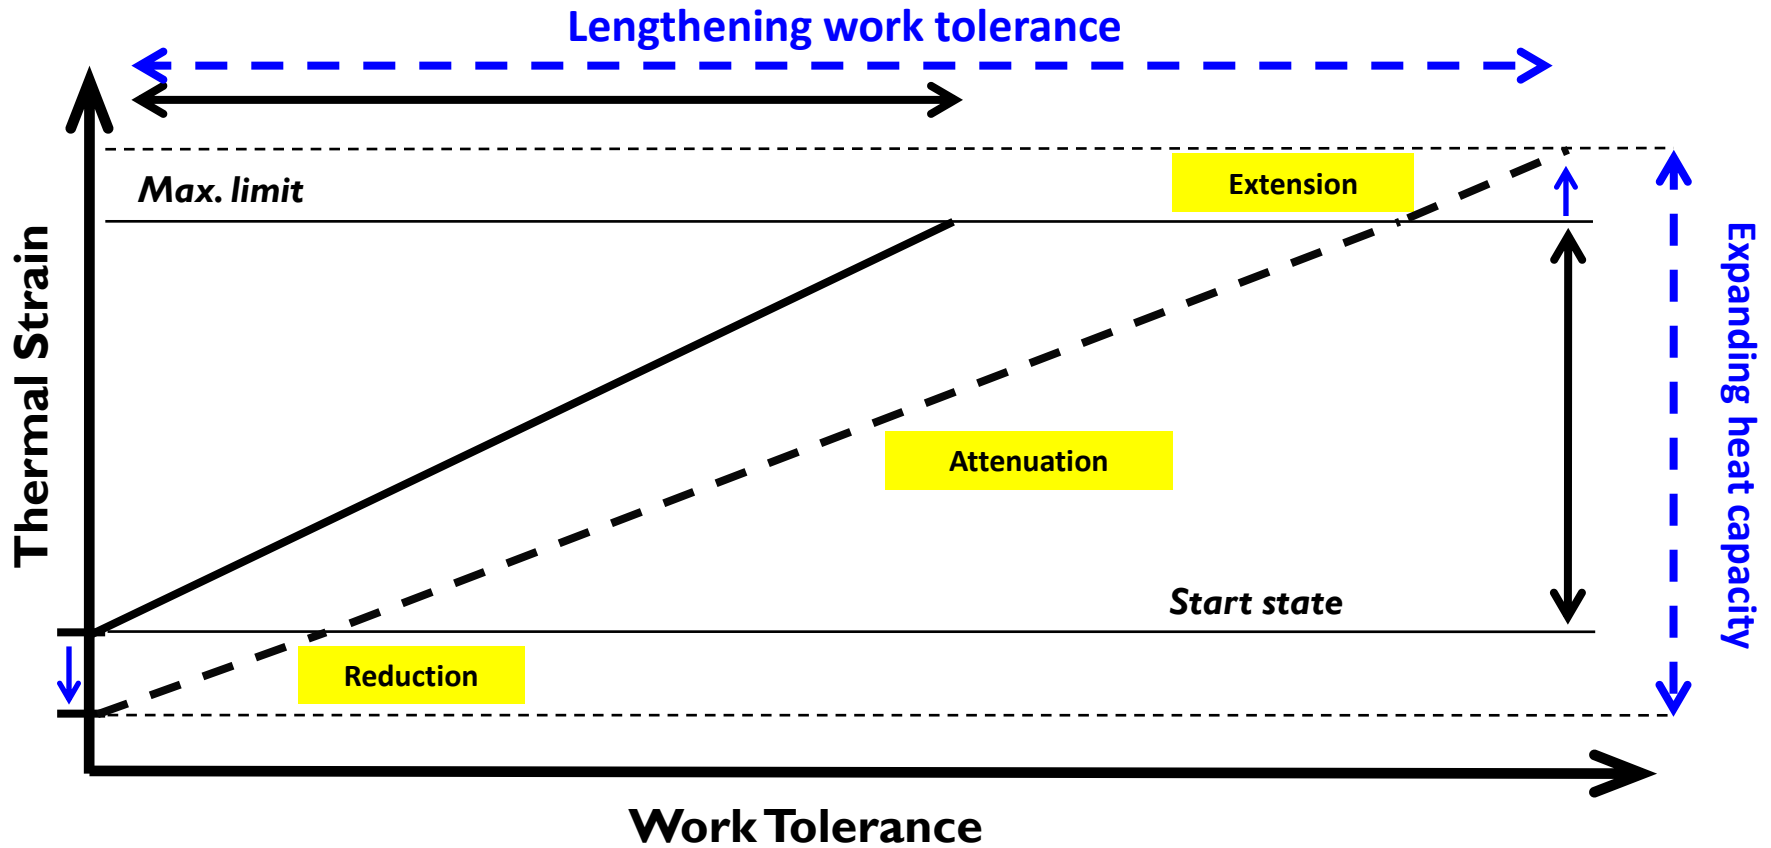 Lengthening work tolerance
Max. limit
Extension
Thermal Strain
Expanding heat capacity
Attenuation
Start state
Reduction
Work Tolerance